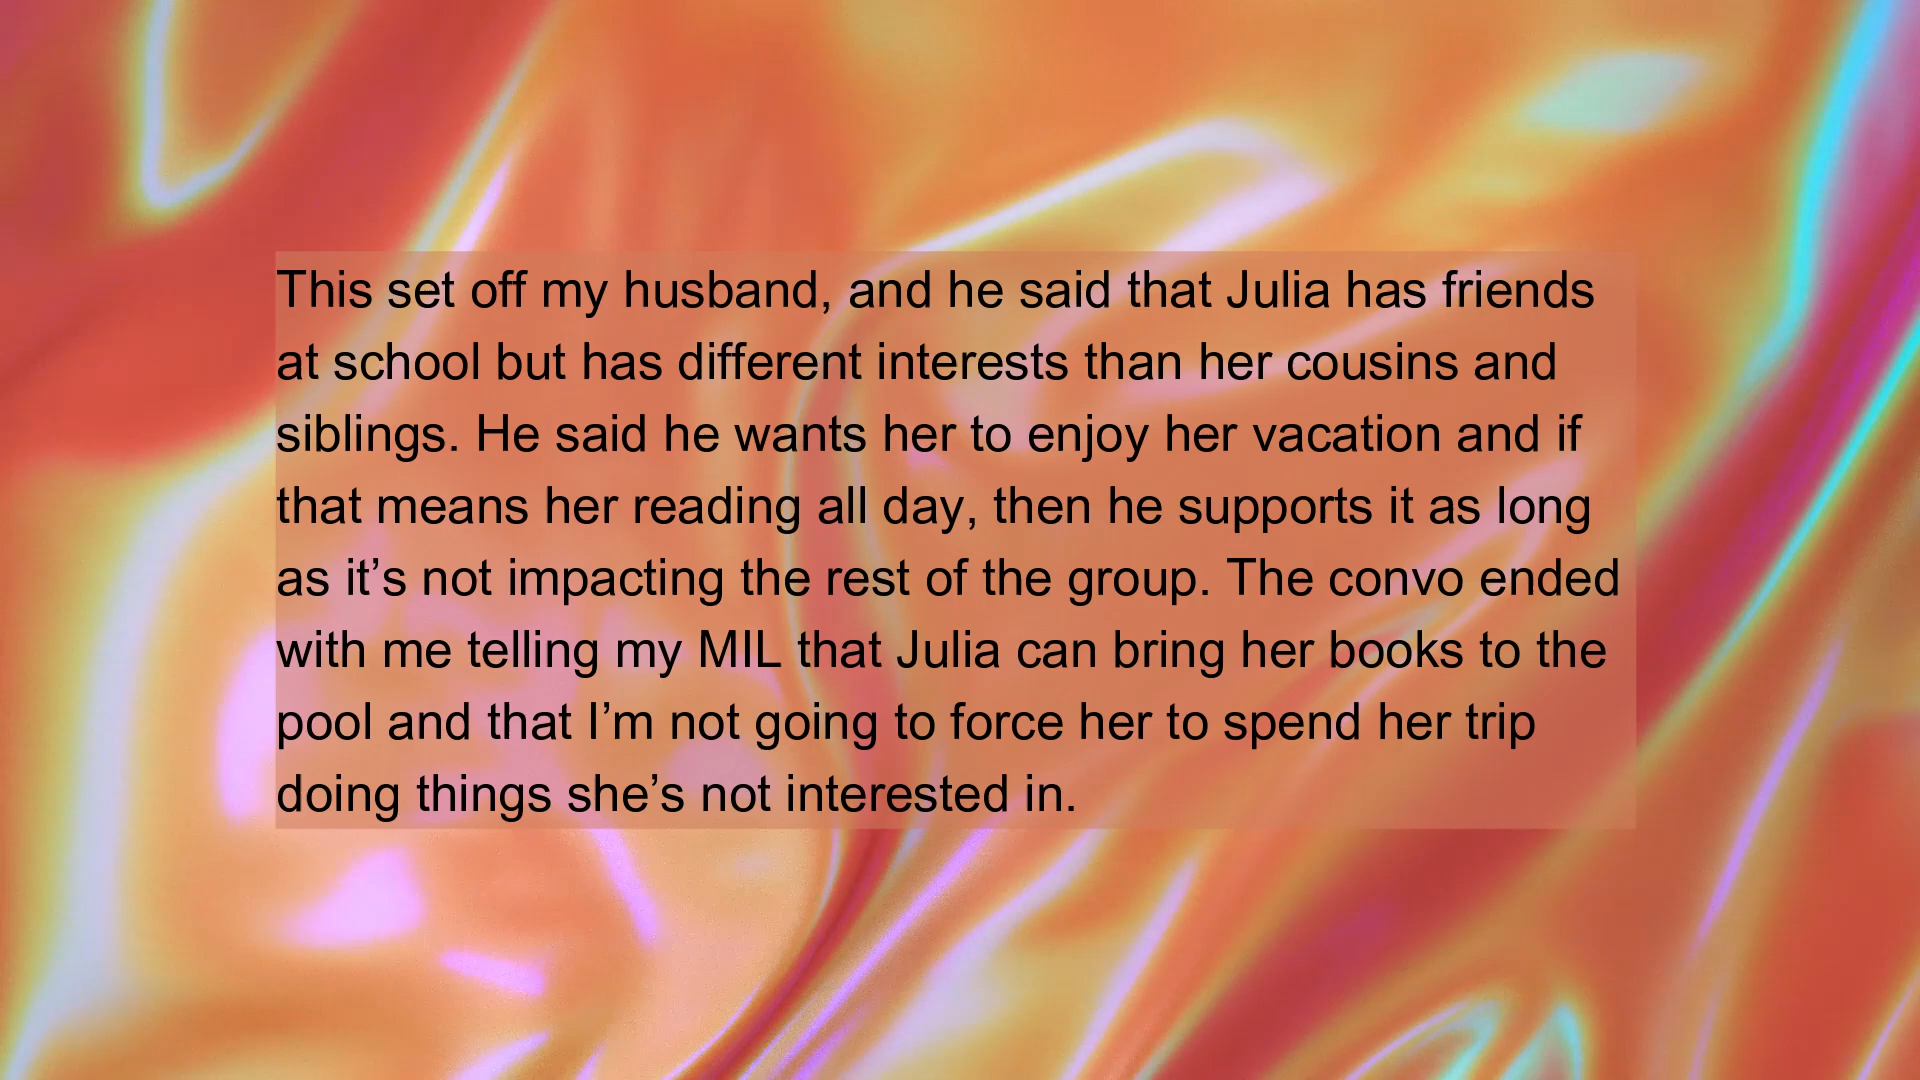 This set off my husband, and he said that Julia has friends
at school but has different interests than her cousins and
siblings. He said he wants her to enjoy her vacation and if
that means her reading all day, then he supports it as long
as it’s not impacting the rest of the group. The convo ended
with me telling my MIL that Julia can bring her books to the
pool and that I’m not going to force her to spend her trip
doing things she’s not interested in.